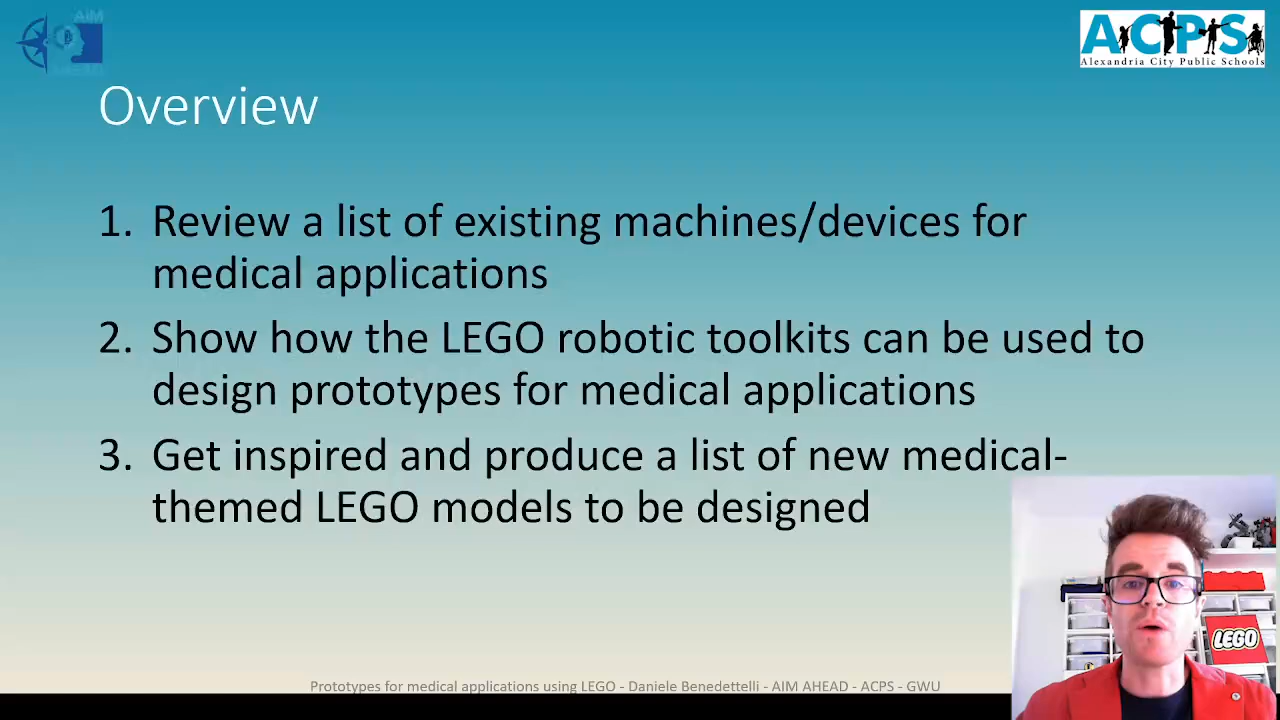 AIM
ACPS
Alexandria City Public Schools
Overview
1. Review a list of existing machines/devices for
medical applications
2. Show how the LEGO robotic toolkits can be used to
design prototypes for medical applications
3. Get inspired and produce a list of new medical-
themed LEGO models to be designed
LEGO
Prototypes for medical applications using LEGO - Daniele Benedettelli - AIM AHEAD - ACPS - GWU